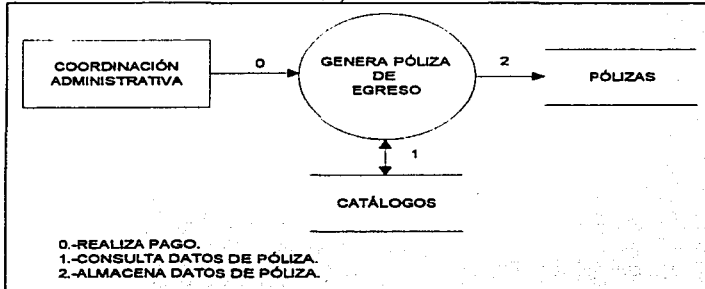 COORDINACIÓN
ADMINISTRATIVA
0
GENERA PÓLIZA
DE
EGRESO
2
PÓLIZAS
1
CATÁLOGOS
0.-REALIZA PAGO.
1.-CONSULTA DATOS DE PÓLIZA.
2.-ALMACENA DATOS DE PÓLIZA.